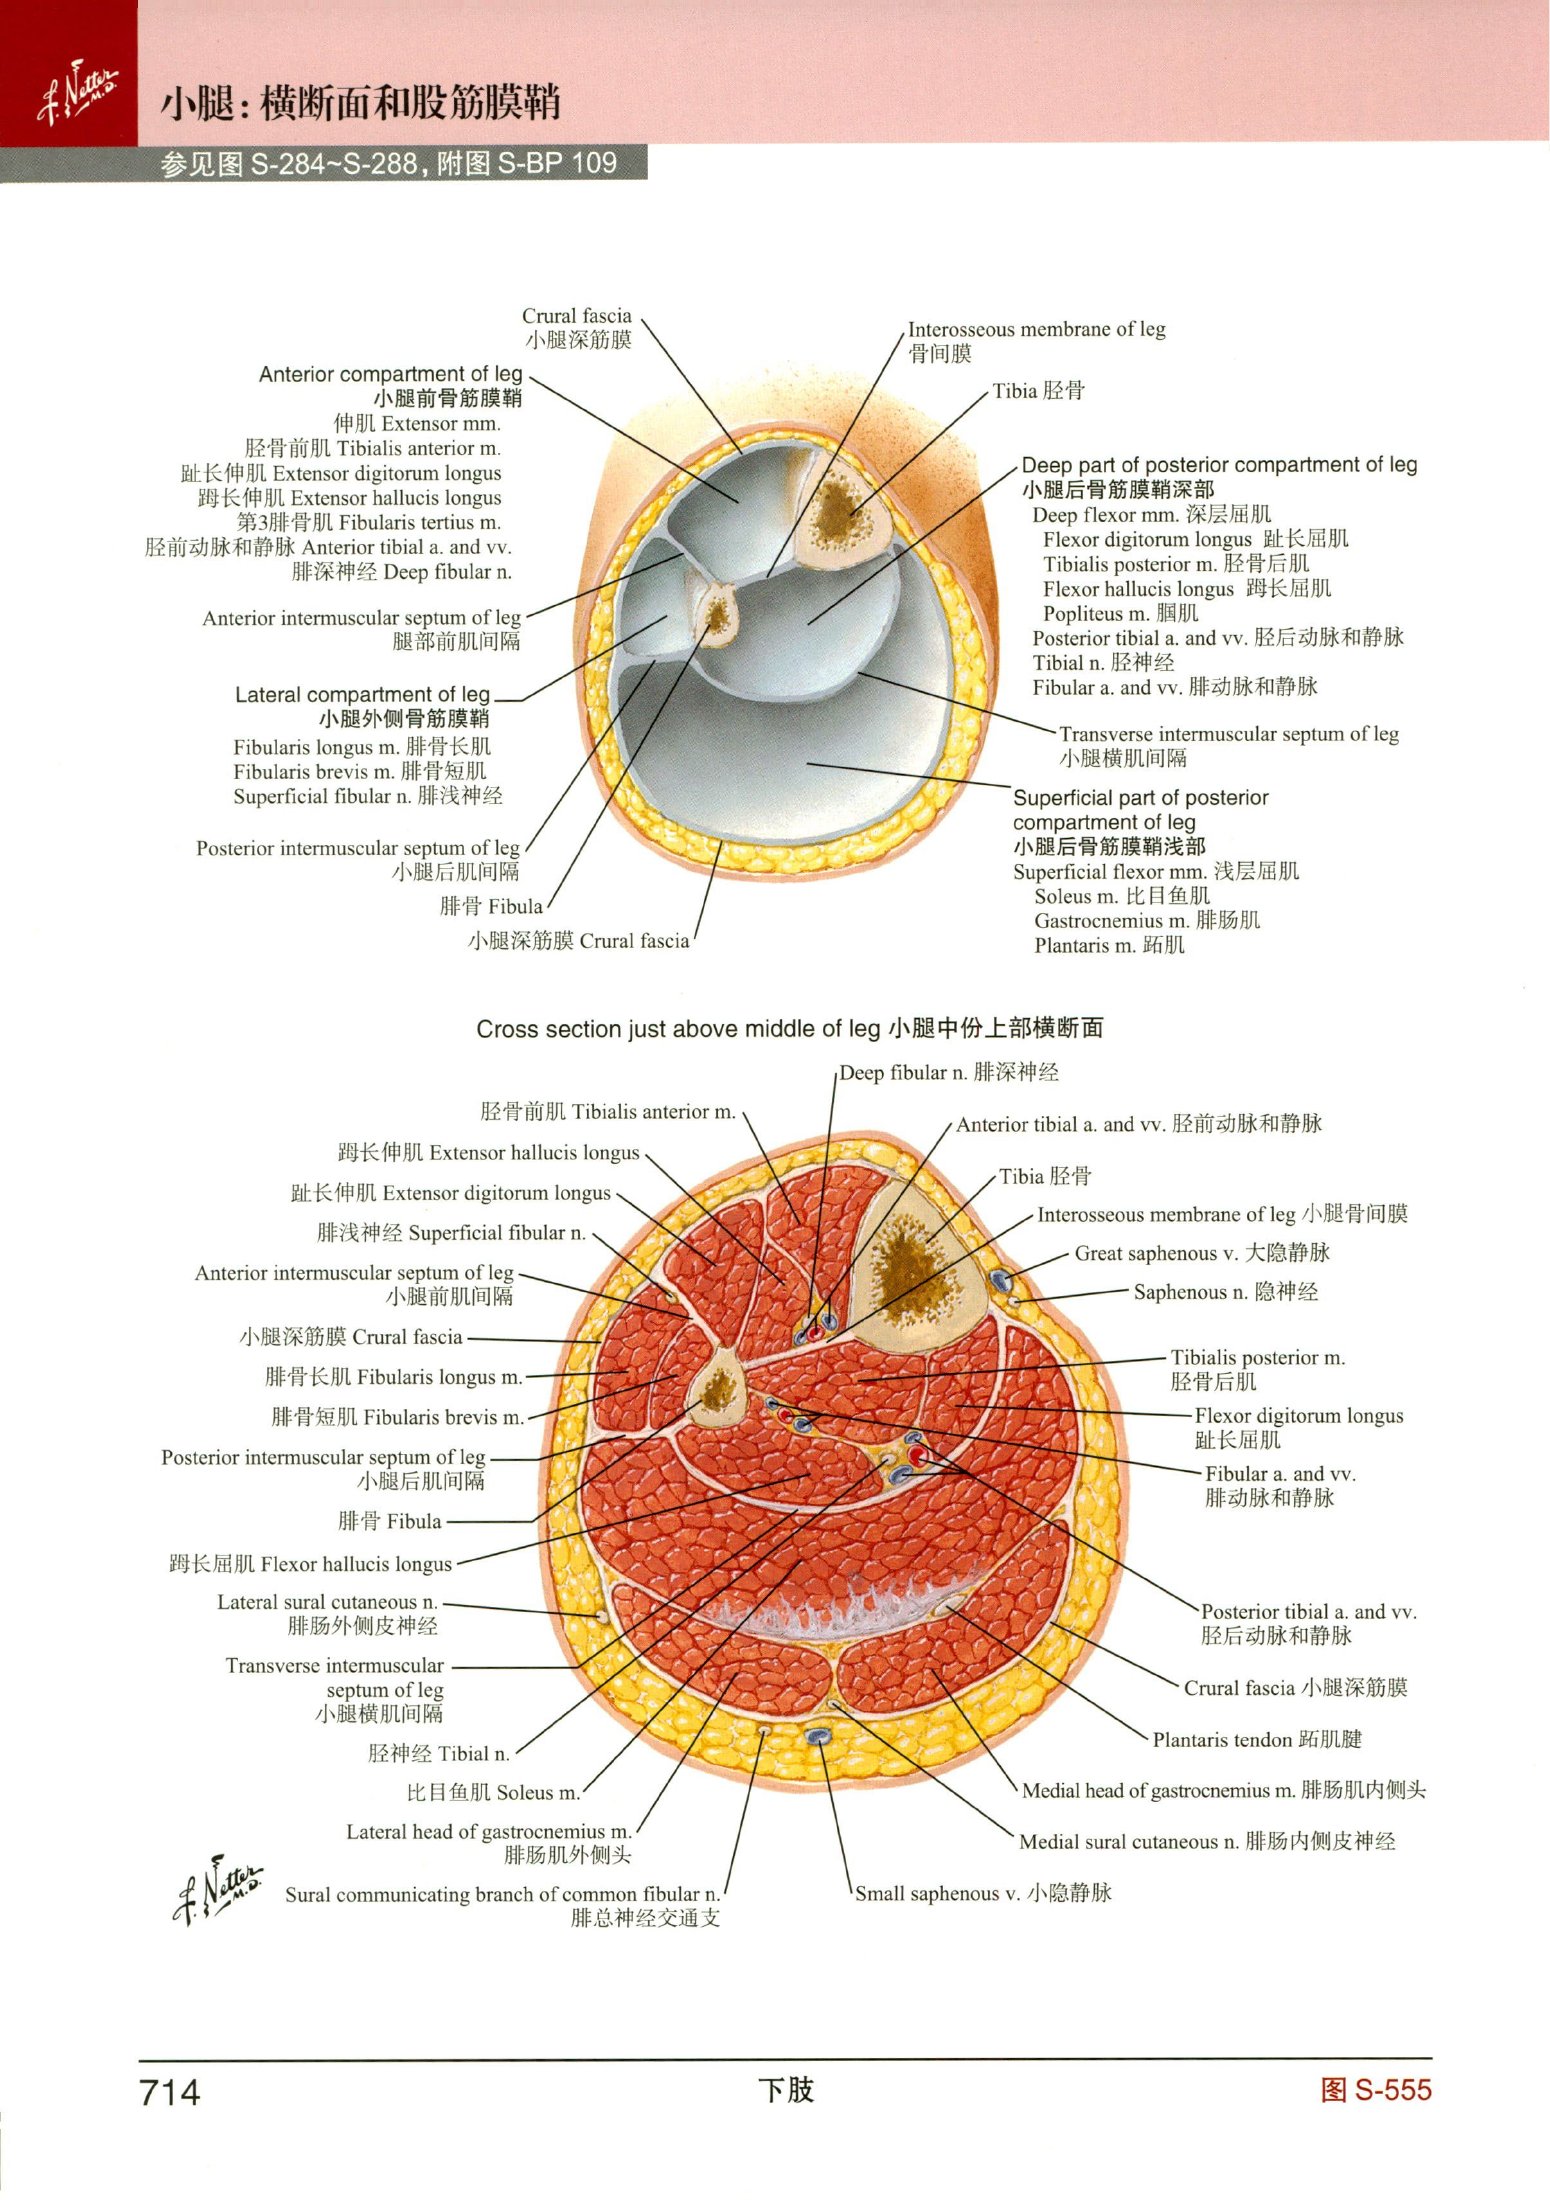 F. Netter M.D.
小腿：横断面和股筋膜鞘
参见图 S-284~S-288，附图 S-BP 109
Crural fascia
小腿深筋膜
Anterior compartment of leg
小腿前骨筋膜鞘
伸肌 Extensor mm.
胫骨前肌 Tibialis anterior m.
趾长伸肌 Extensor digitorum longus
𧿹长伸肌 Extensor hallucis longus
第3腓骨肌 Fibularis tertius m.
胫前动脉和静脉 Anterior tibial a. and vv.
腓深神经 Deep fibular n.
Anterior intermuscular septum of leg
腿部前肌间隔
Lateral compartment of leg
小腿外侧骨筋膜鞘
Fibularis longus m. 腓骨长肌
Fibularis brevis m. 腓骨短肌
Superficial fibular n. 腓浅神经
Posterior intermuscular septum of leg
小腿后肌间隔
腓骨 Fibula
小腿深筋膜 Crural fascia
Interosseous membrane of leg
骨间膜
Tibia 胫骨
Deep part of posterior compartment of leg
小腿后骨筋膜鞘深部
Deep flexor mm. 深层屈肌
Flexor digitorum longus 趾长屈肌
Tibialis posterior m. 胫骨后肌
Flexor hallucis longus 𧿹长屈肌
Popliteus m. 腘肌
Posterior tibial a. and vv. 胫后动脉和静脉
Tibial n. 胫神经
Fibular a. and vv. 腓动脉和静脉
Transverse intermuscular septum of leg
小腿横肌间隔
Superficial part of posterior
compartment of leg
小腿后骨筋膜鞘浅部
Superficial flexor mm. 浅层屈肌
Soleus m. 比目鱼肌
Gastrocnemius m. 腓肠肌
Plantaris m. 跖肌
Cross section just above middle of leg 小腿中份上部横断面
Deep fibular n. 腓深神经
胫骨前肌 Tibialis anterior m.
𧿹长伸肌 Extensor hallucis longus
趾长伸肌 Extensor digitorum longus
腓浅神经 Superficial fibular n.
Anterior intermuscular septum of leg
小腿前肌间隔
小腿深筋膜 Crural fascia
腓骨长肌 Fibularis longus m.
腓骨短肌 Fibularis brevis m.
Posterior intermuscular septum of leg
小腿后肌间隔
腓骨 Fibula
𧿹长屈肌 Flexor hallucis longus
Lateral sural cutaneous n.
腓肠外侧皮神经
Transverse intermuscular
septum of leg
小腿横肌间隔
胫神经 Tibial n.
比目鱼肌 Soleus m.
Lateral head of gastrocnemius m.
腓肠肌外侧头
Sural communicating branch of common fibular n.
腓总神经交通支
Anterior tibial a. and vv. 胫前动脉和静脉
Tibia 胫骨
Interosseous membrane of leg 小腿骨间膜
Great saphenous v. 大隐静脉
Saphenous n. 隐神经
Tibialis posterior m.
胫骨后肌
Flexor digitorum longus
趾长屈肌
Fibular a. and vv.
腓动脉和静脉
Posterior tibial a. and vv.
胫后动脉和静脉
Crural fascia 小腿深筋膜
Plantaris tendon 跖肌腱
Medial head of gastrocnemius m. 腓肠肌内侧头
Medial sural cutaneous n. 腓肠内侧皮神经
Small saphenous v. 小隐静脉
F. Netter M.D.
714
下肢
图 S-555